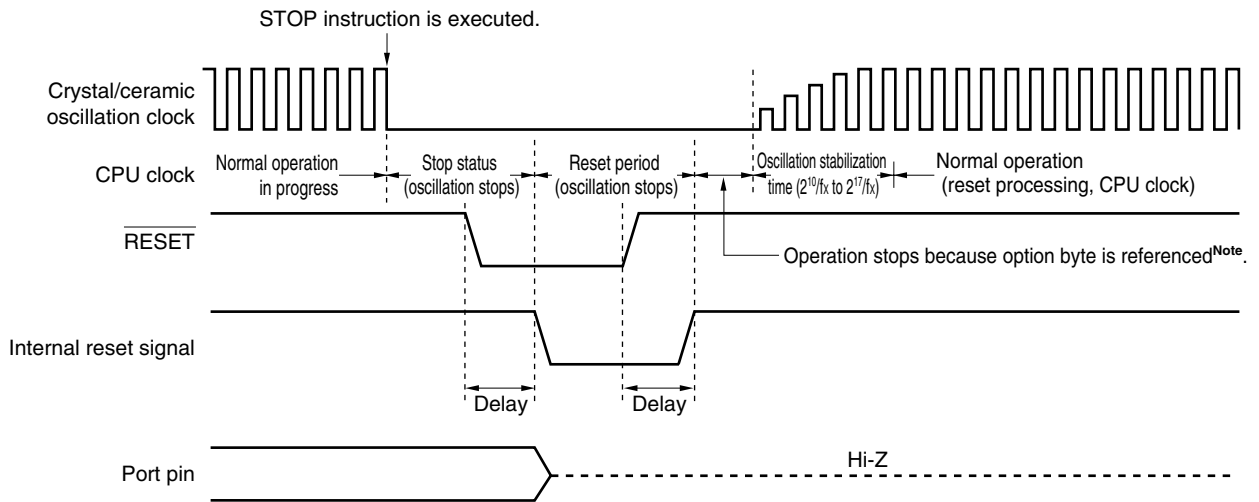 STOP instruction is executed.
Crystal/ceramic
oscillation clock
CPU clock
Normal operation
in progress
Stop status
(oscillation stops)
Reset period
(oscillation stops)
Oscillation stabilization
time (2¹⁰/fx to 2¹⁷/fx)
Normal operation
(reset processing, CPU clock)
RESET
Operation stops because option byte is referencedNote.
Internal reset signal
Delay
Delay
Port pin
Hi-Z